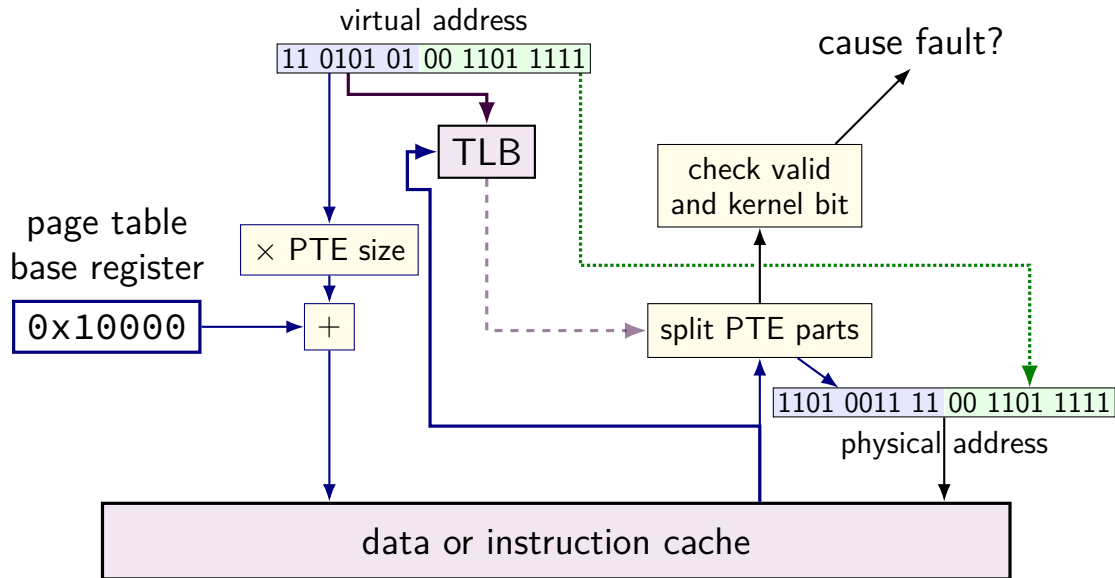 virtual address
11 0101 01 00 1101 1111
cause fault?
TLB
check valid
and kernel bit
page table
base register
× PTE size
0x10000
+
split PTE parts
1101 0011 11 00 1101 1111
physical address
data or instruction cache